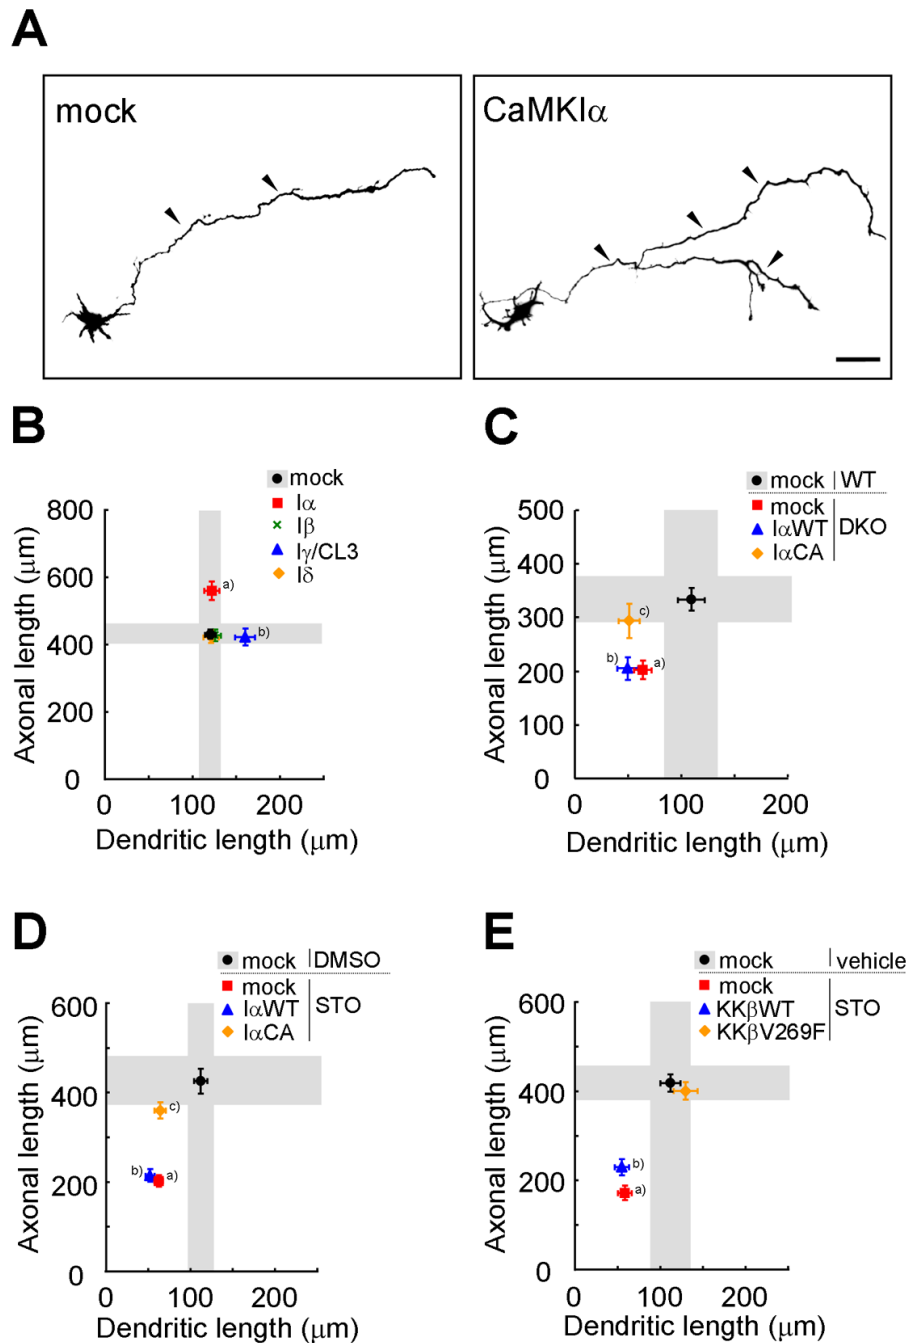 A
mock
CaMKIα
B
mock
Iα
Iβ
Iγ/CL3
Iδ
800
600
400
200
0
a)
b)
0 100 200
Axonal length (μm)
Dendritic length (μm)
C
mock WT
mock
IαWT DKO
IαCA
500
400
300
200
100
0
c)
b) a)
0 100 200
Axonal length (μm)
Dendritic length (μm)
D
mock DMSO
mock STO
IαWT
IαCA
600
400
200
0
c)
b) a)
0 100 200
Axonal length (μm)
Dendritic length (μm)
E
mock vehicle
mock
KKβWT STO
KKβV269F
600
400
200
0
b)
a)
0 100 200
Axonal length (μm)
Dendritic length (μm)